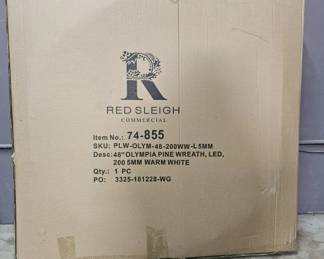 R
RED SLEIGH
COMMERCIAL
Item No.: 74-855
SKU: PLW-OLYM-48-200WW-L5MM
Desc:48"OLYMPIA PINE WREATH, LED,
200 5MM WARM WHITE
Qty.: 1 PC
PO: 3325-181228-WG